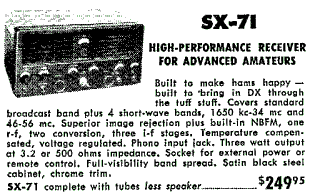 SX-71
HIGH-PERFORMANCE RECEIVER
FOR ADVANCED AMATEURS
Built to make hams happy —
built to bring in DX through
the tuff stuff. Covers standard
broadcast band plus 4 short-wave bands, 1650 kc-34 mc and
46-56 mc. Superior image rejection plus built-in NBFM, one
r-f, two conversion, three i-f stages. Temperature compen-
sated, voltage regulated. Phono input jack. Three watt output
at 3.2 or 500 ohms impedance. Socket for external power or
remote control. Full-visibility band spread. Satin black steel
cabinet, chrome trim.
SX-71 complete with tubes less speaker..............$24995